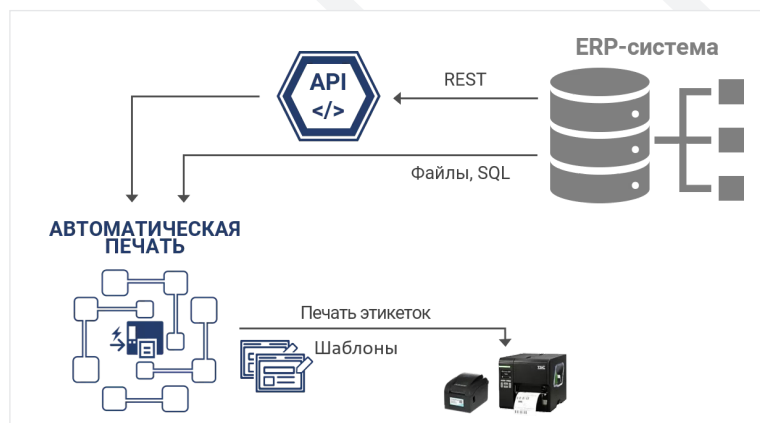 ERP-система
API
</>
REST
Файлы, SQL
АВТОМАТИЧЕСКАЯ
ПЕЧАТЬ
Печать этикеток
Шаблоны